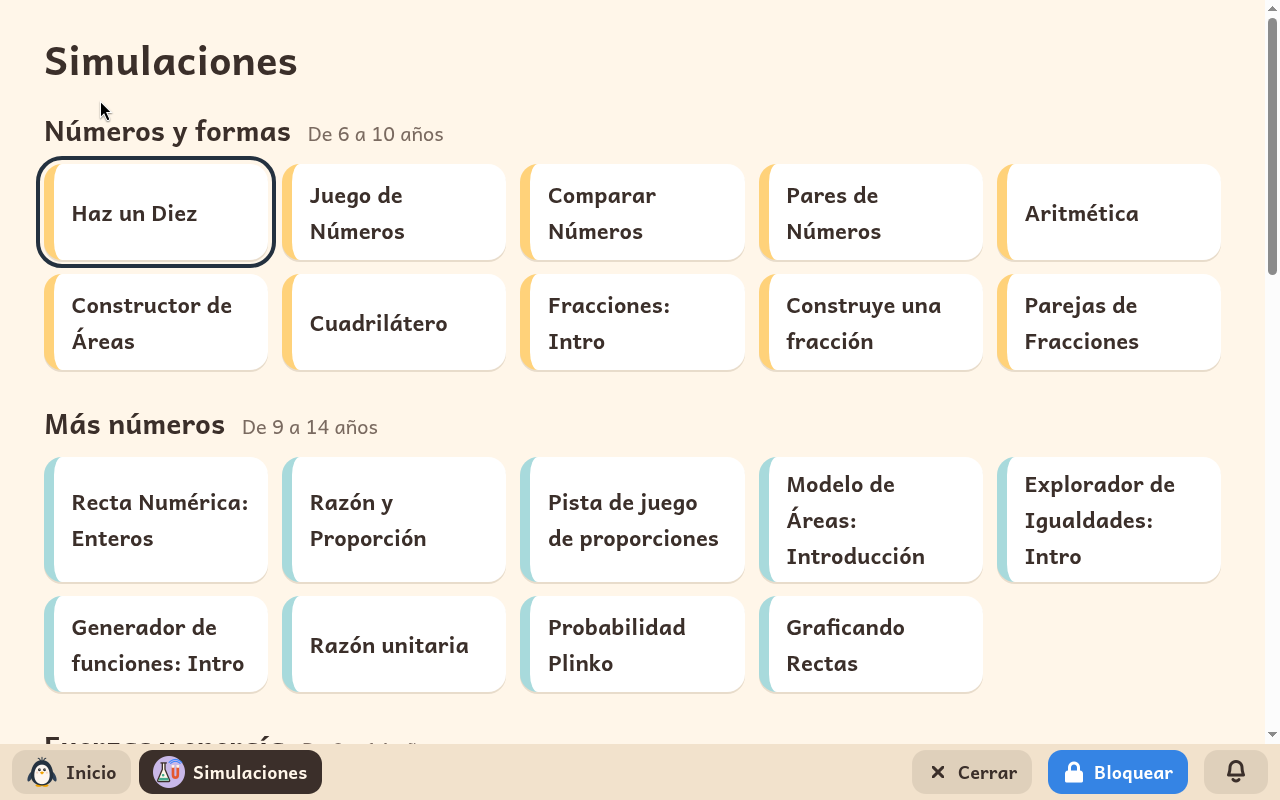 Simulaciones
Números y formas De 6 a 10 años
Haz un Diez
Juego de
Números
Comparar
Números
Pares de
Números
Aritmética
Constructor de
Áreas
Cuadrilátero
Fracciones:
Intro
Construye una
fracción
Parejas de
Fracciones
Más números De 9 a 14 años
Recta Numérica:
Enteros
Razón y
Proporción
Pista de juego
de proporciones
Modelo de
Áreas:
Introducción
Explorador de
Igualdades:
Intro
Generador de
funciones: Intro
Razón unitaria
Probabilidad
Plinko
Graficando
Rectas
Fuerzas y energía
Inicio
Simulaciones
Cerrar
Bloquear